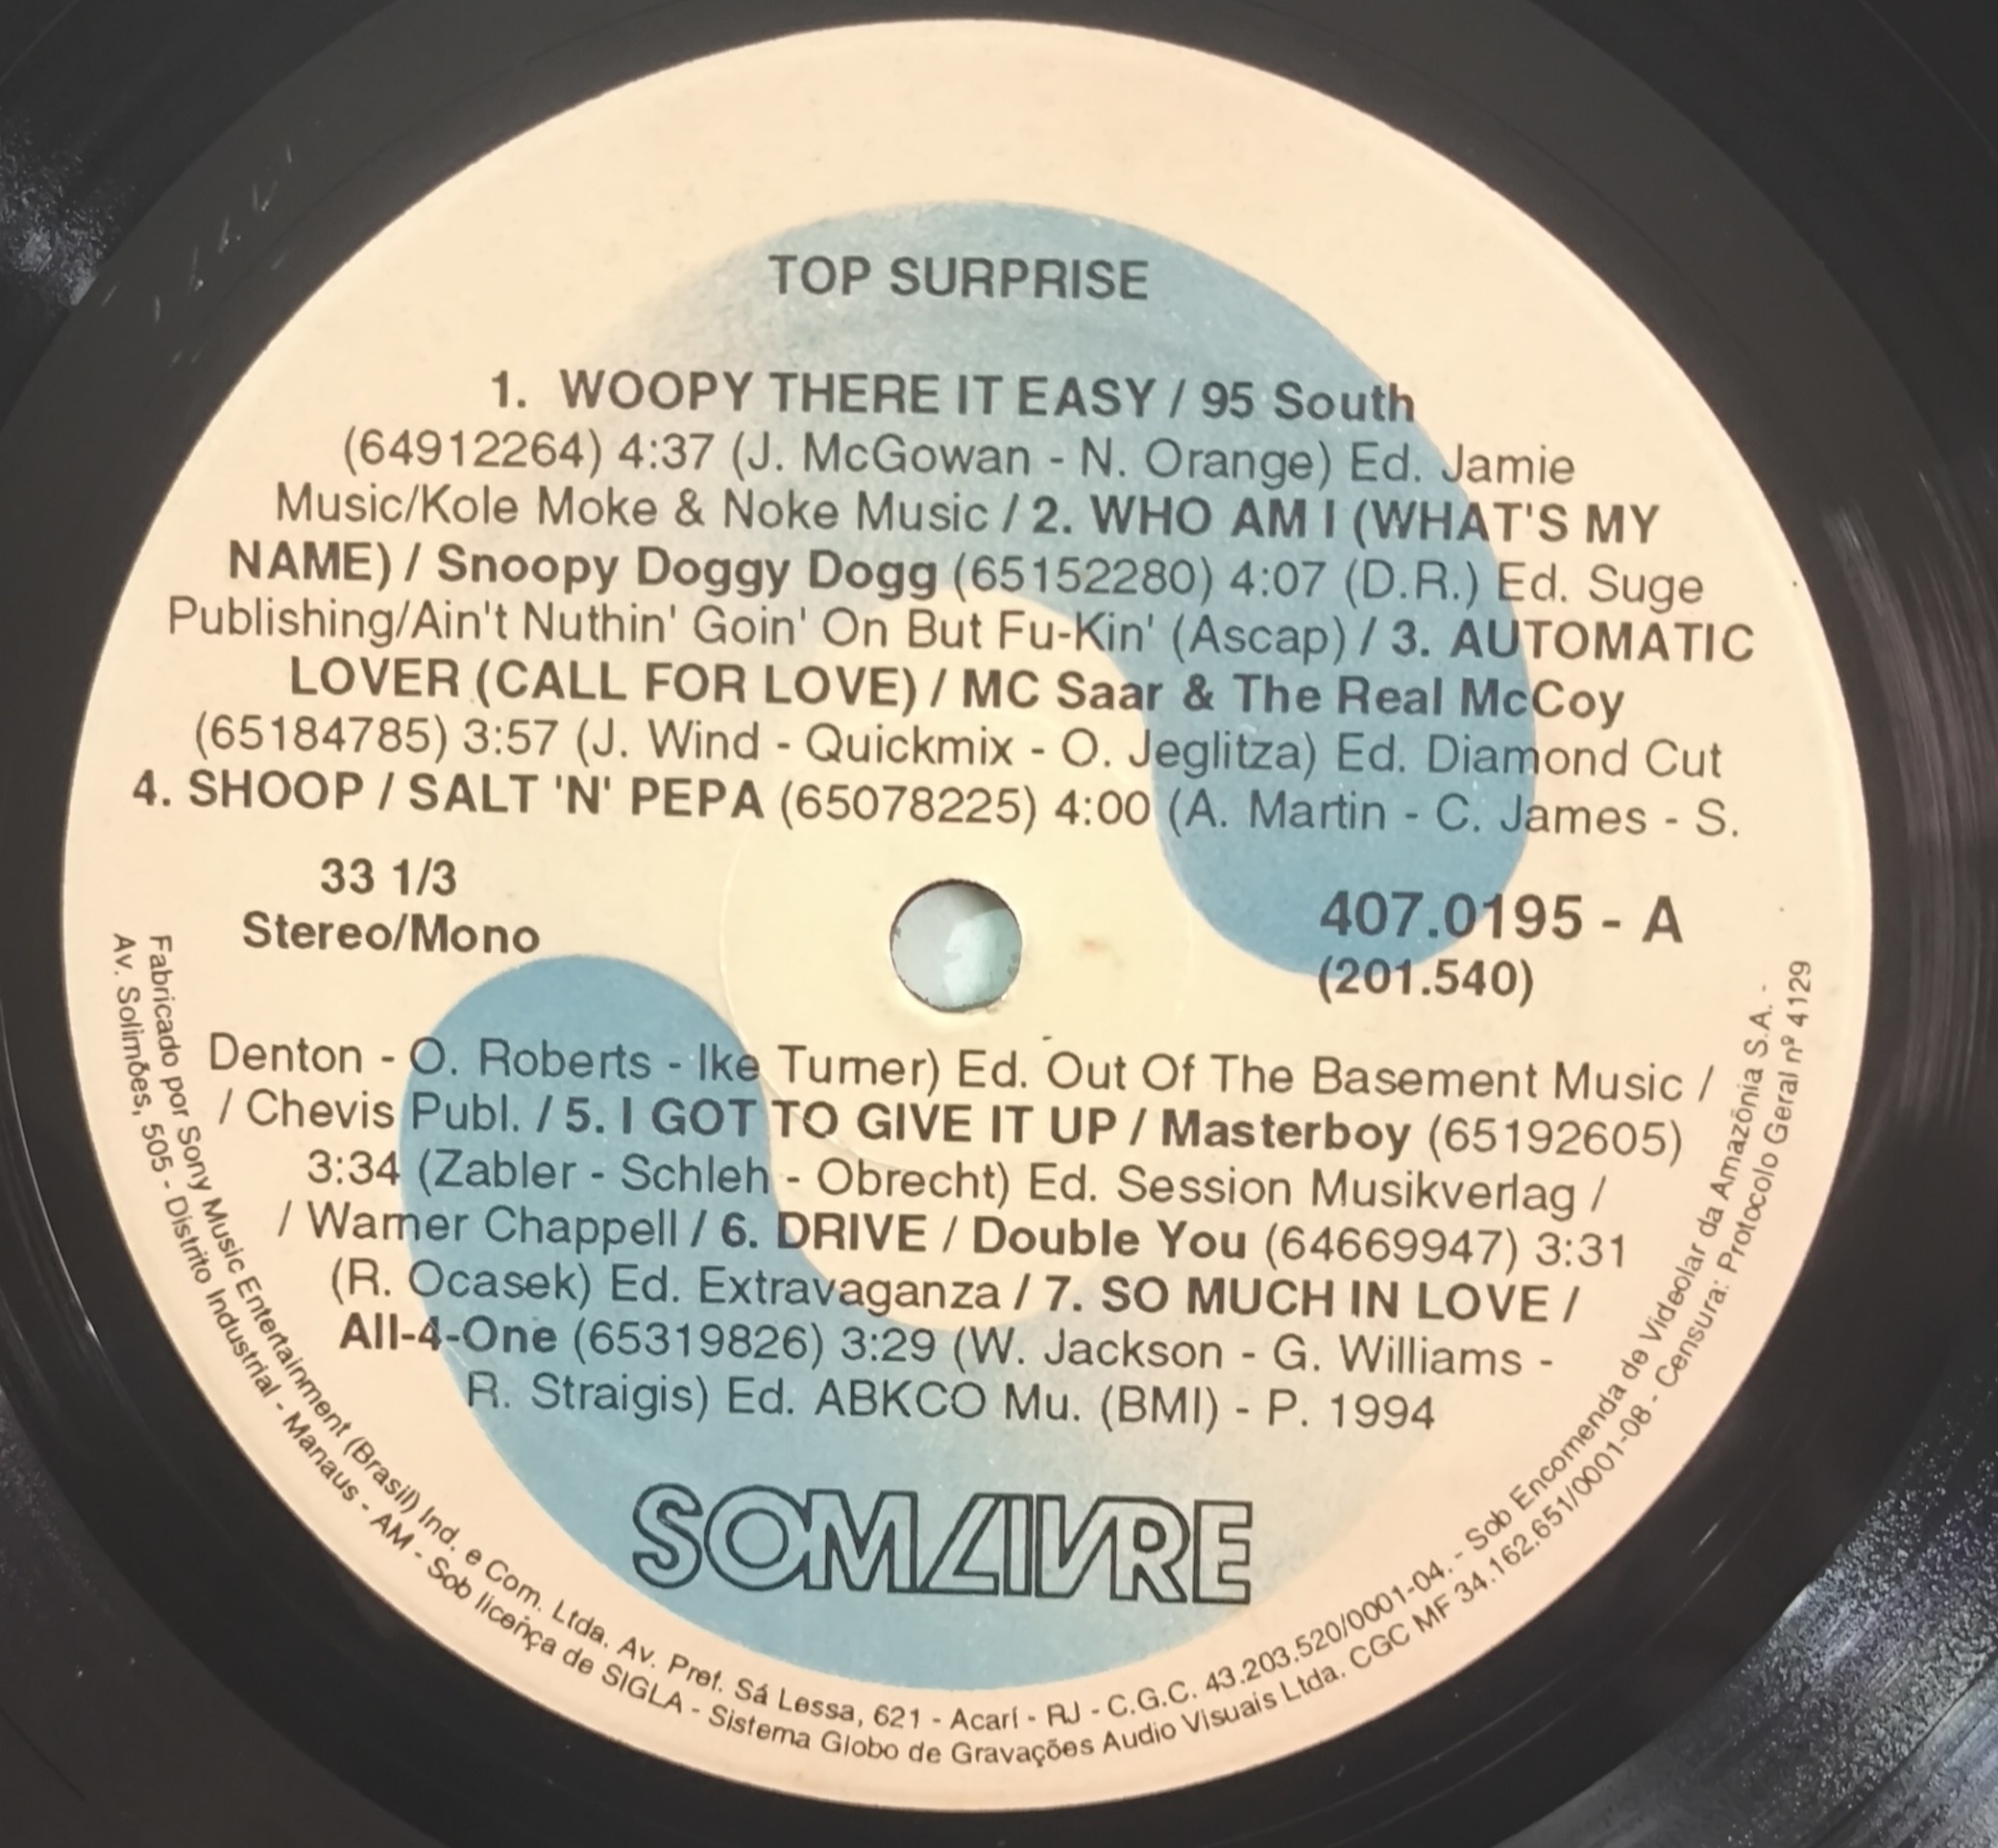 TOP SURPRISE
1. WOOPY THERE IT EASY / 95 South
(64912264) 4:37 (J. McGowan - N. Orange) Ed. Jamie
Music/Kole Moke & Noke Music / 2. WHO AM I (WHAT'S MY
NAME) / Snoopy Doggy Dogg (65152280) 4:07 (D.R.) Ed. Suge
Publishing/Ain't Nuthin' Goin' On But Fu-Kin' (Ascap) / 3. AUTOMATIC
LOVER (CALL FOR LOVE) / MC Saar & The Real McCoy
(65184785) 3:57 (J. Wind - Quickmix - O. Jeglitza) Ed. Diamond Cut
4. SHOOP / SALT 'N' PEPA (65078225) 4:00 (A. Martin - C. James - S.
33 1/3
Stereo/Mono
407.0195 - A
(201.540)
Denton - O. Roberts - Ike Turner) Ed. Out Of The Basement Music /
/ Chevis Publ. / 5. I GOT TO GIVE IT UP / Masterboy (65192605)
3:34 (Zabler - Schleh - Obrecht) Ed. Session Musikverlag /
/ Warner Chappell / 6. DRIVE / Double You (64669947) 3:31
(R. Ocasek) Ed. Extravaganza / 7. SO MUCH IN LOVE /
All-4-One (65319826) 3:29 (W. Jackson - G. Williams -
R. Straigis) Ed. ABKCO Mu. (BMI) - P. 1994
SOM LIVRE
Fabricado por Sony Music Entertainment (Brasil) Ind. e Com. Ltda. Av. Pref. Sá Lessa, 621 - Acarí - RJ - C.G.C. 43.203.520/0001-04. - Sob Encomenda de Videolar da Amazônia S.A. -
Av. Solimões, 505 - Distrito Industrial - Manaus - AM - Sob licença de SIGLA - Sistema Globo de Gravações Audio Visuais Ltda. CGC MF 34.162.651/0001-08 - Censura: Protocolo Geral nº 4129